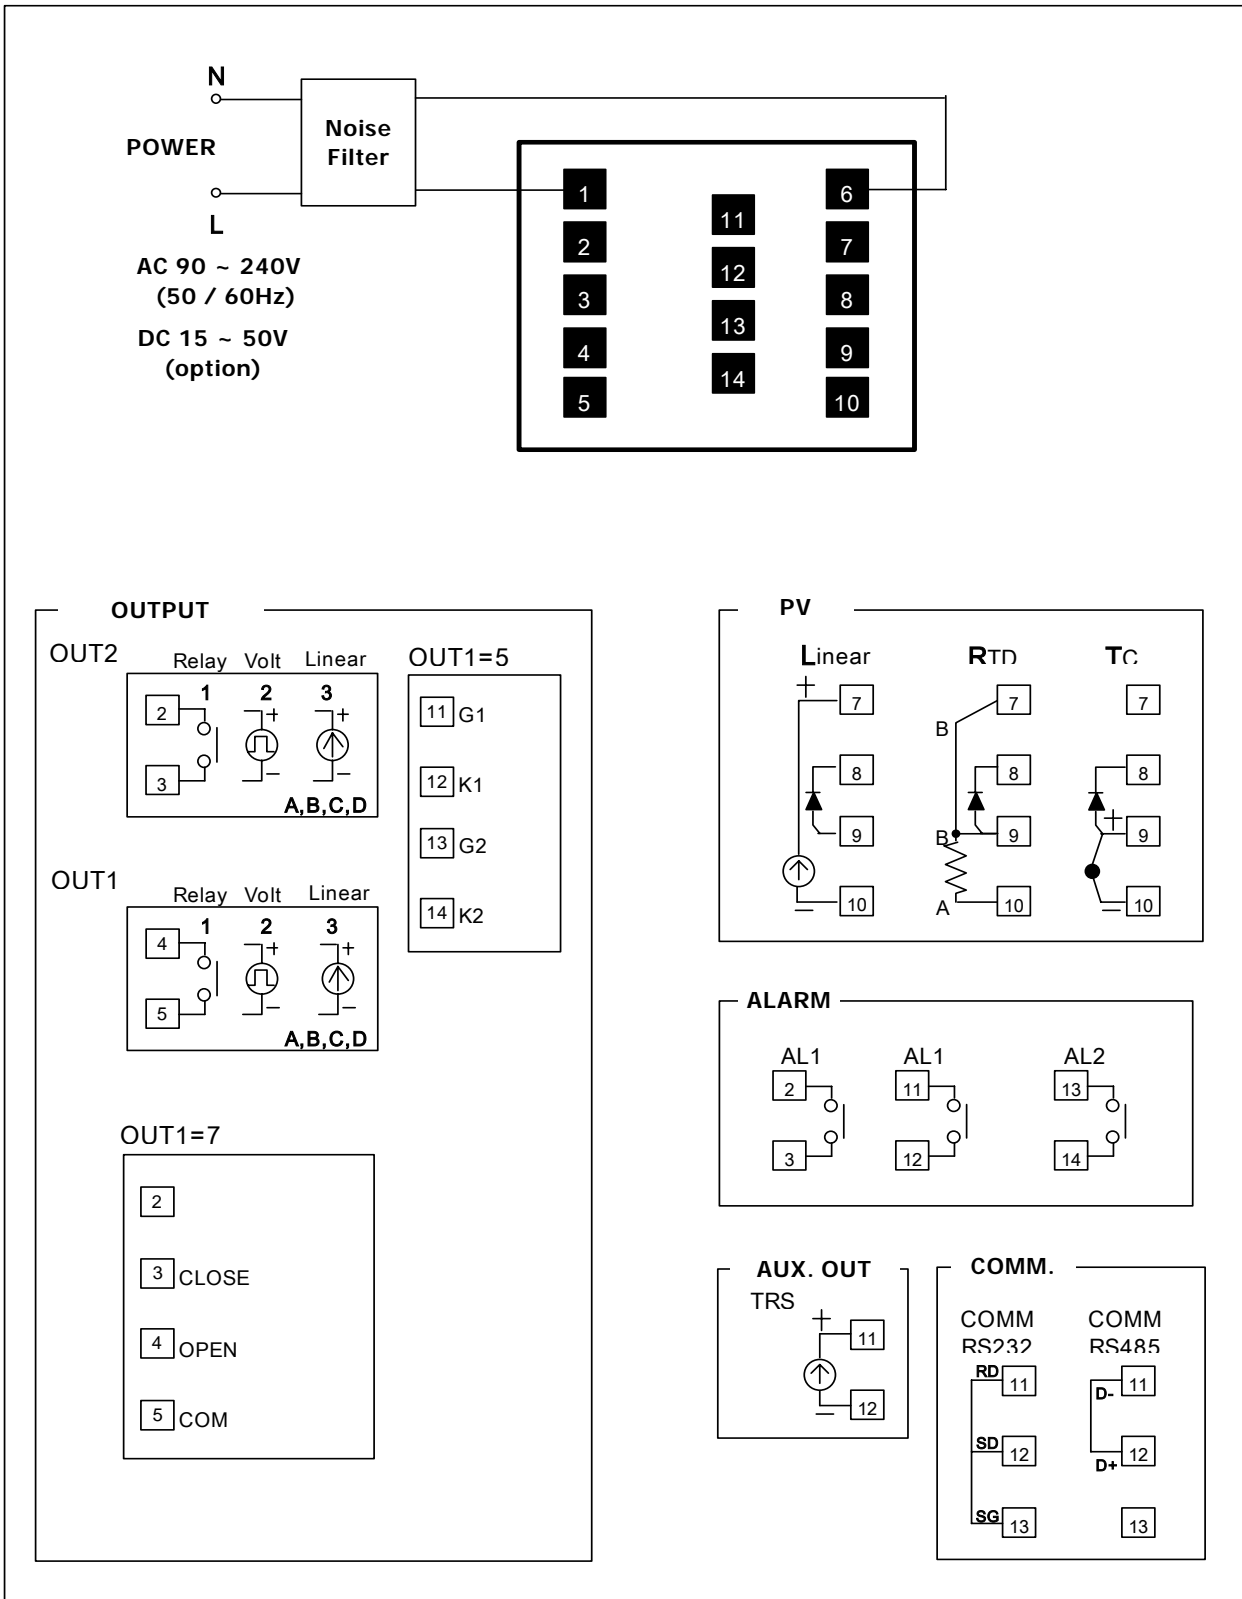 N
POWER
L
Noise
Filter
AC 90 ~ 240V
(50 / 60Hz)
DC 15 ~ 50V
(option)
1
2
3
4
5
11
12
13
14
6
7
8
9
10
OUTPUT
OUT2
Relay Volt Linear
1 2 3
2
+ +
3
− −
A,B,C,D
OUT1
Relay Volt Linear
1 2 3
4
+ +
5
− −
A,B,C,D
OUT1=5
11 G1
12 K1
13 G2
14 K2
OUT1=7
2
3 CLOSE
4 OPEN
5 COM
PV
Linear
+
7
8
9
− 10
RTD
7
B
8
B 9
A 10
TC
7
8
+ 9
− 10
ALARM
AL1
2
3
AL1
11
12
AL2
13
14
AUX. OUT
TRS
+ 11
− 12
COMM.
COMM
RS232
RD 11
SD 12
SG 13
COMM
RS485
D- 11
D+ 12
13